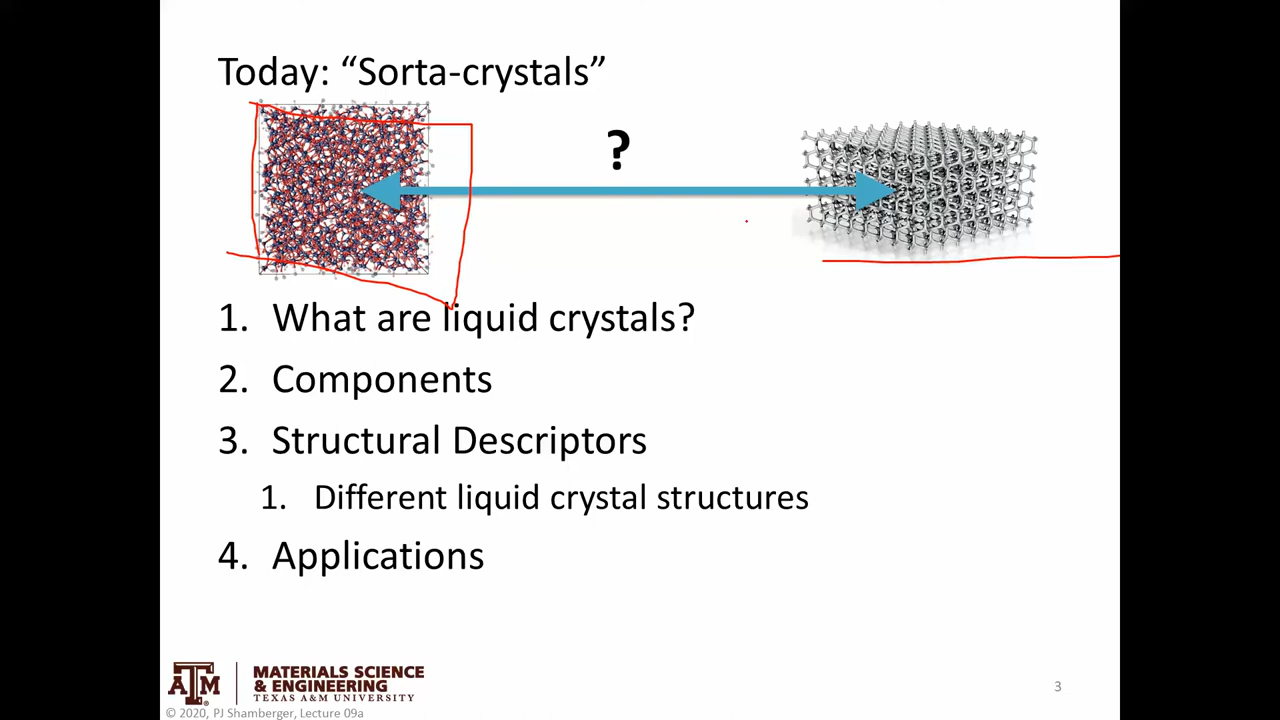 Today: “Sorta-crystals”
?
1. What are liquid crystals?
2. Components
3. Structural Descriptors
1. Different liquid crystal structures
4. Applications
ATM
MATERIALS SCIENCE
& ENGINEERING
TEXAS A&M UNIVERSITY
© 2020, PJ Shamberger, Lecture 09a
3